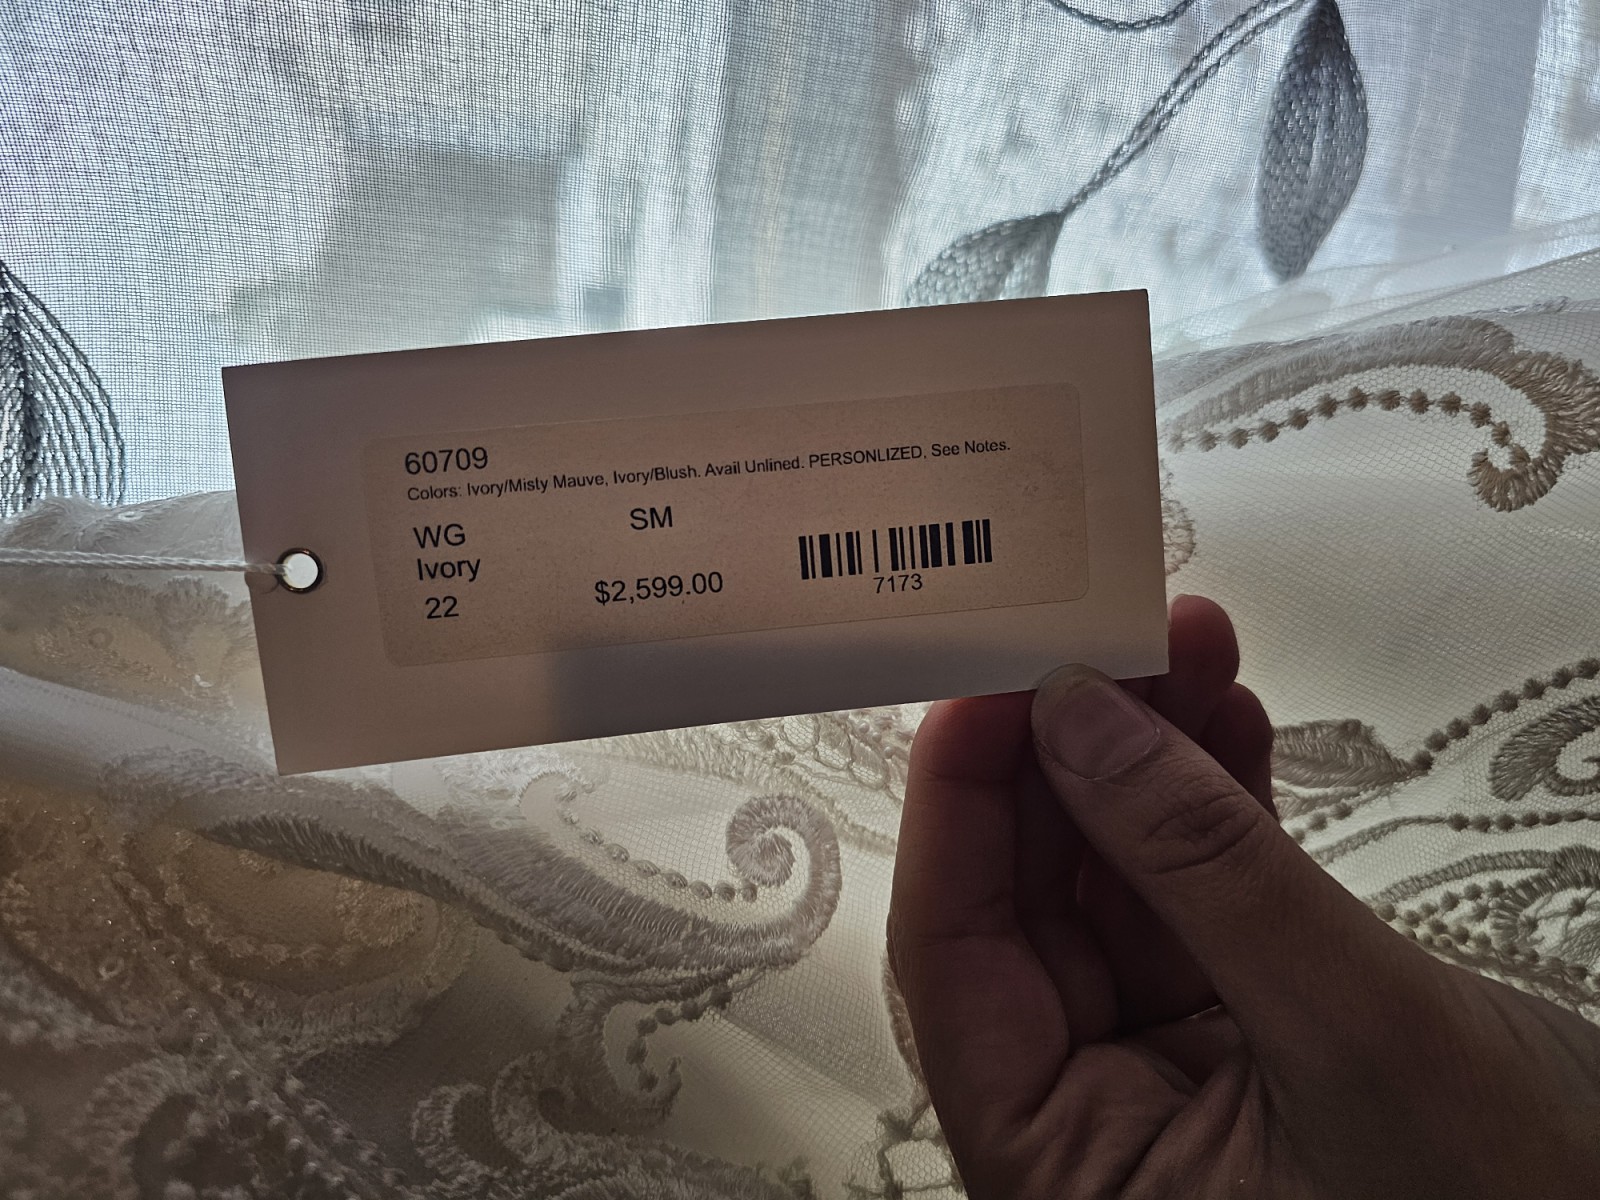 60709
Colors: Ivory/Misty Mauve, Ivory/Blush. Avail Unlined. PERSONLIZED, See Notes.
WG
SM
Ivory
22
$2,599.00
7173